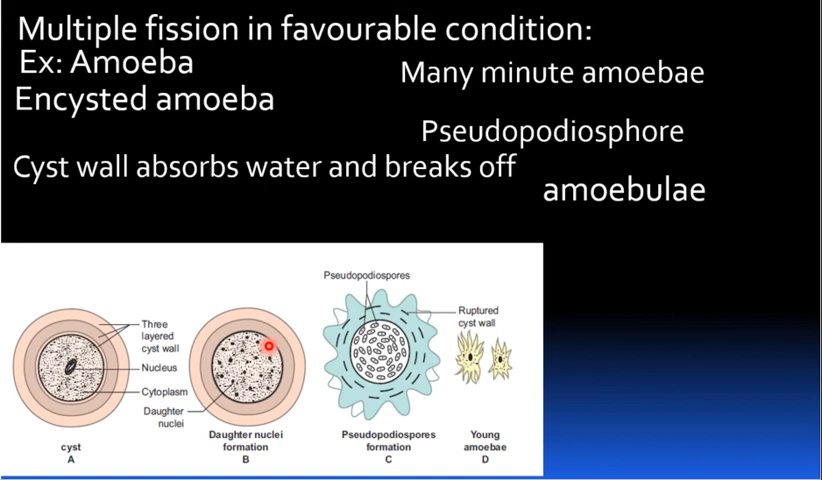 Multiple fission in favourable condition:
Ex: Amoeba
Many minute amoebae
Encysted amoeba
Pseudopodiosphore
Cyst wall absorbs water and breaks off
amoebulae
Pseudopodiospores
Three
layered
cyst wall
Nucleus
Cytoplasm
Daughter
nuclei
Ruptured
cyst wall
cyst
A
Daughter nuclei
formation
B
Pseudopodiospores
formation
C
Young
amoebae
D